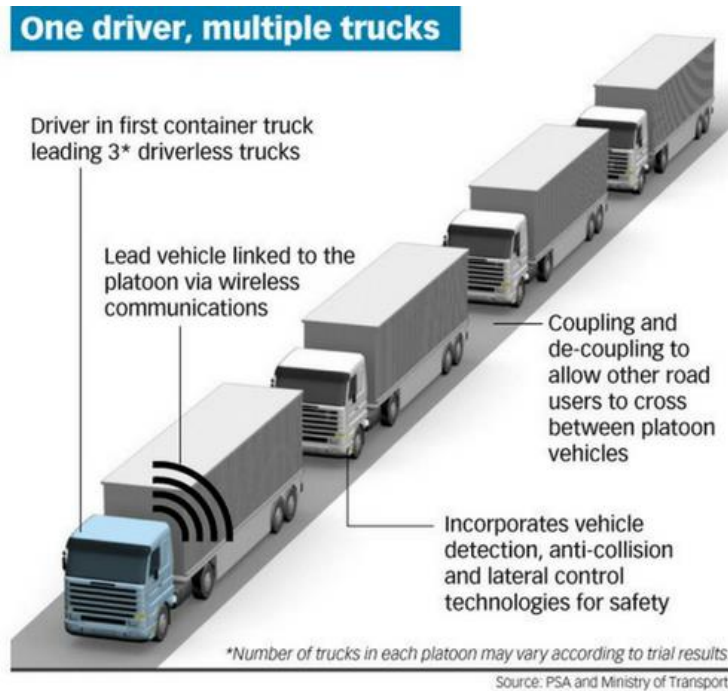 One driver, multiple trucks
Driver in first container truck
leading 3* driverless trucks
Lead vehicle linked to the
platoon via wireless
communications
Coupling and
de-coupling to
allow other road
users to cross
between platoon
vehicles
Incorporates vehicle
detection, anti-collision
and lateral control
technologies for safety
*Number of trucks in each platoon may vary according to trial results
Source: PSA and Ministry of Transport